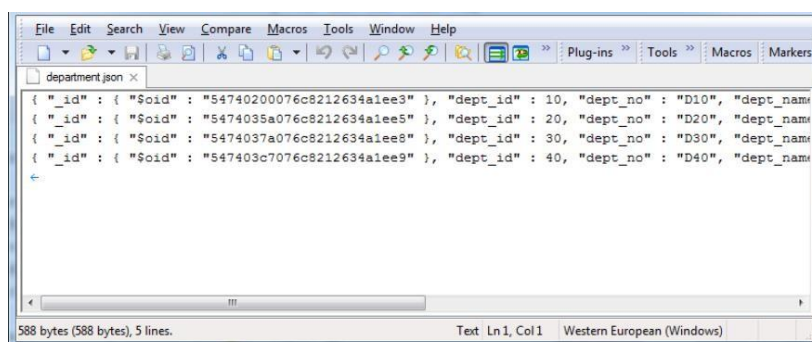 File Edit Search View Compare Macros Tools Window Help
Plug-ins » Tools » Macros Markers
department.json ×
{ "_id" : { "$oid" : "54740200076c8212634a1ee3" }, "dept_id" : 10, "dept_no" : "D10", "dept_name
{ "_id" : { "$oid" : "5474035a076c8212634a1ee5" }, "dept_id" : 20, "dept_no" : "D20", "dept_name
{ "_id" : { "$oid" : "5474037a076c8212634a1ee8" }, "dept_id" : 30, "dept_no" : "D30", "dept_name
{ "_id" : { "$oid" : "547403c7076c8212634a1ee9" }, "dept_id" : 40, "dept_no" : "D40", "dept_name
588 bytes (588 bytes), 5 lines. Text Ln 1, Col 1 Western European (Windows)